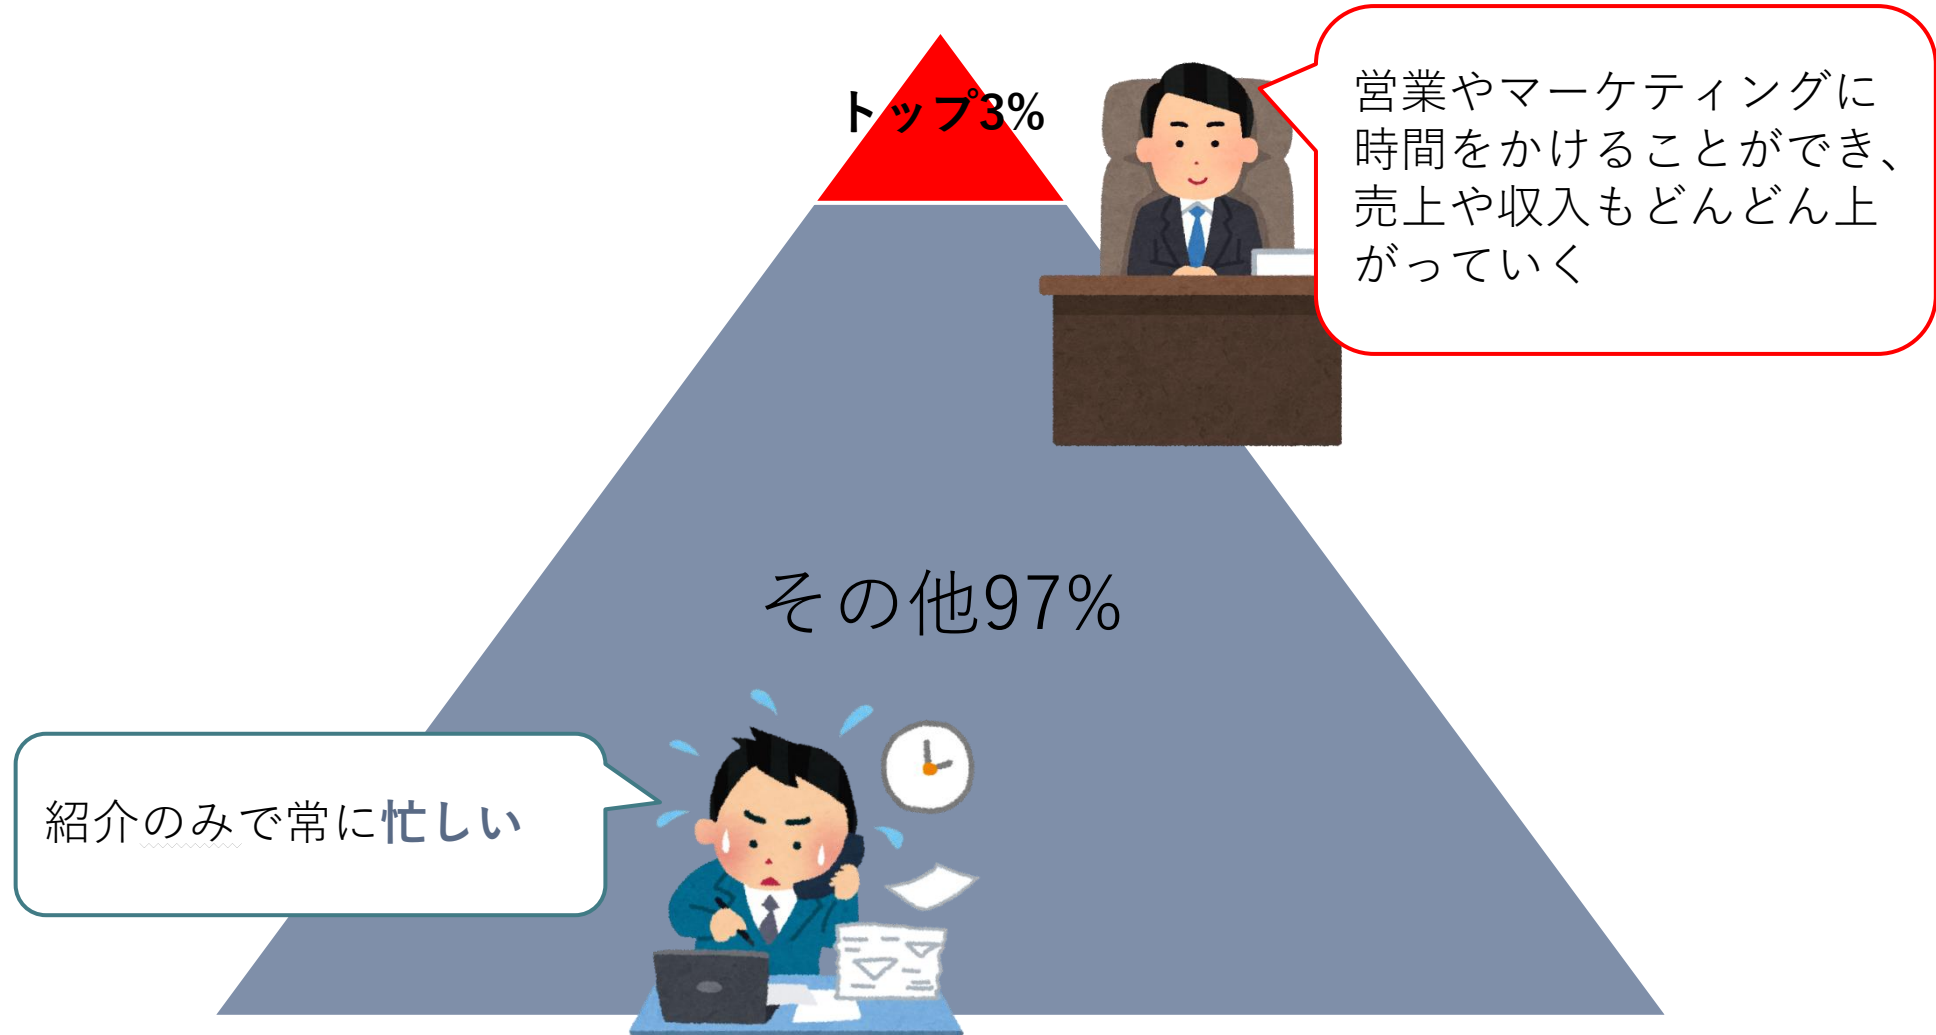 トップ3%
営業やマーケティングに
時間をかけることができ、
売上や収入もどんどん上
がっていく
その他97%
紹介のみで常に忙しい